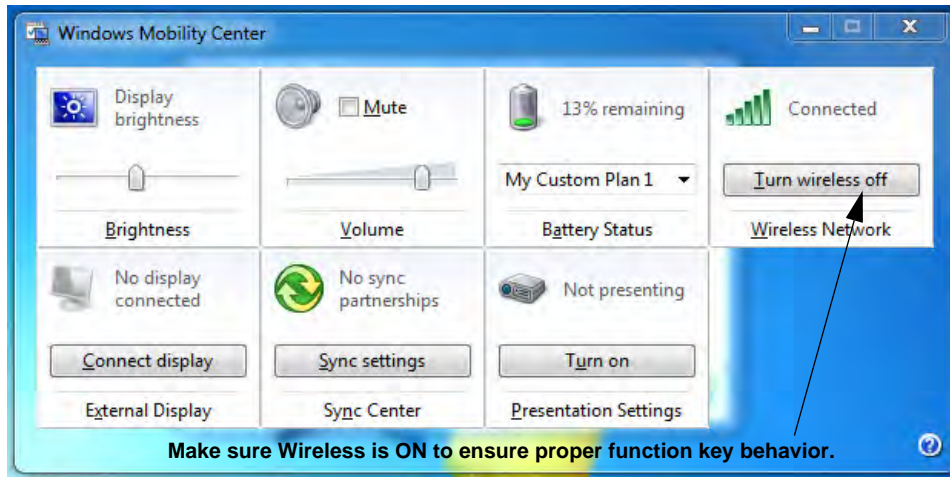 Windows Mobility Center
Display
brightness
Brightness
Mute
Volume
13% remaining
My Custom Plan 1
Battery Status
Connected
Turn wireless off
Wireless Network
No display
connected
Connect display
External Display
No sync
partnerships
Sync settings
Sync Center
Not presenting
Turn on
Presentation Settings
Make sure Wireless is ON to ensure proper function key behavior.
?